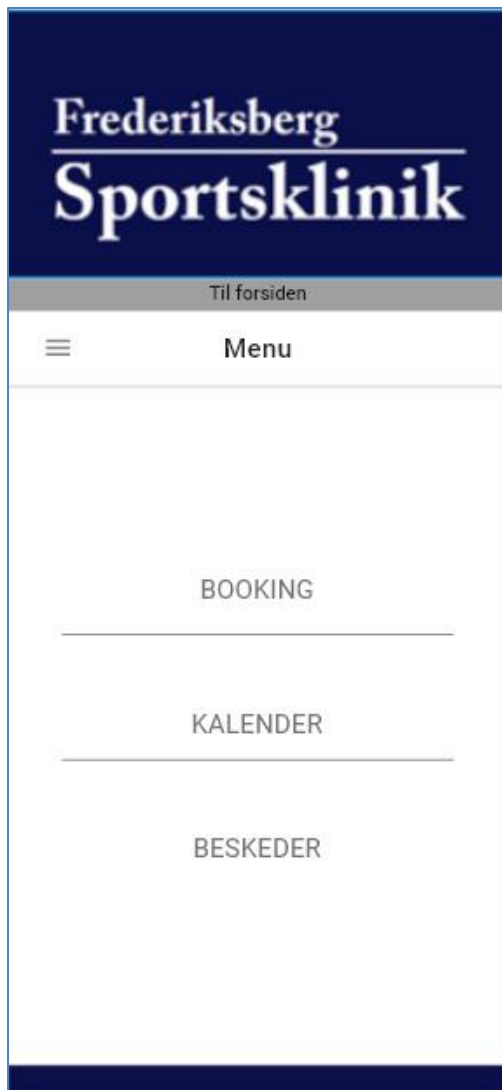 Frederiksberg
Sportsklinik
Til forsiden
Menu
BOOKING
KALENDER
BESKEDER